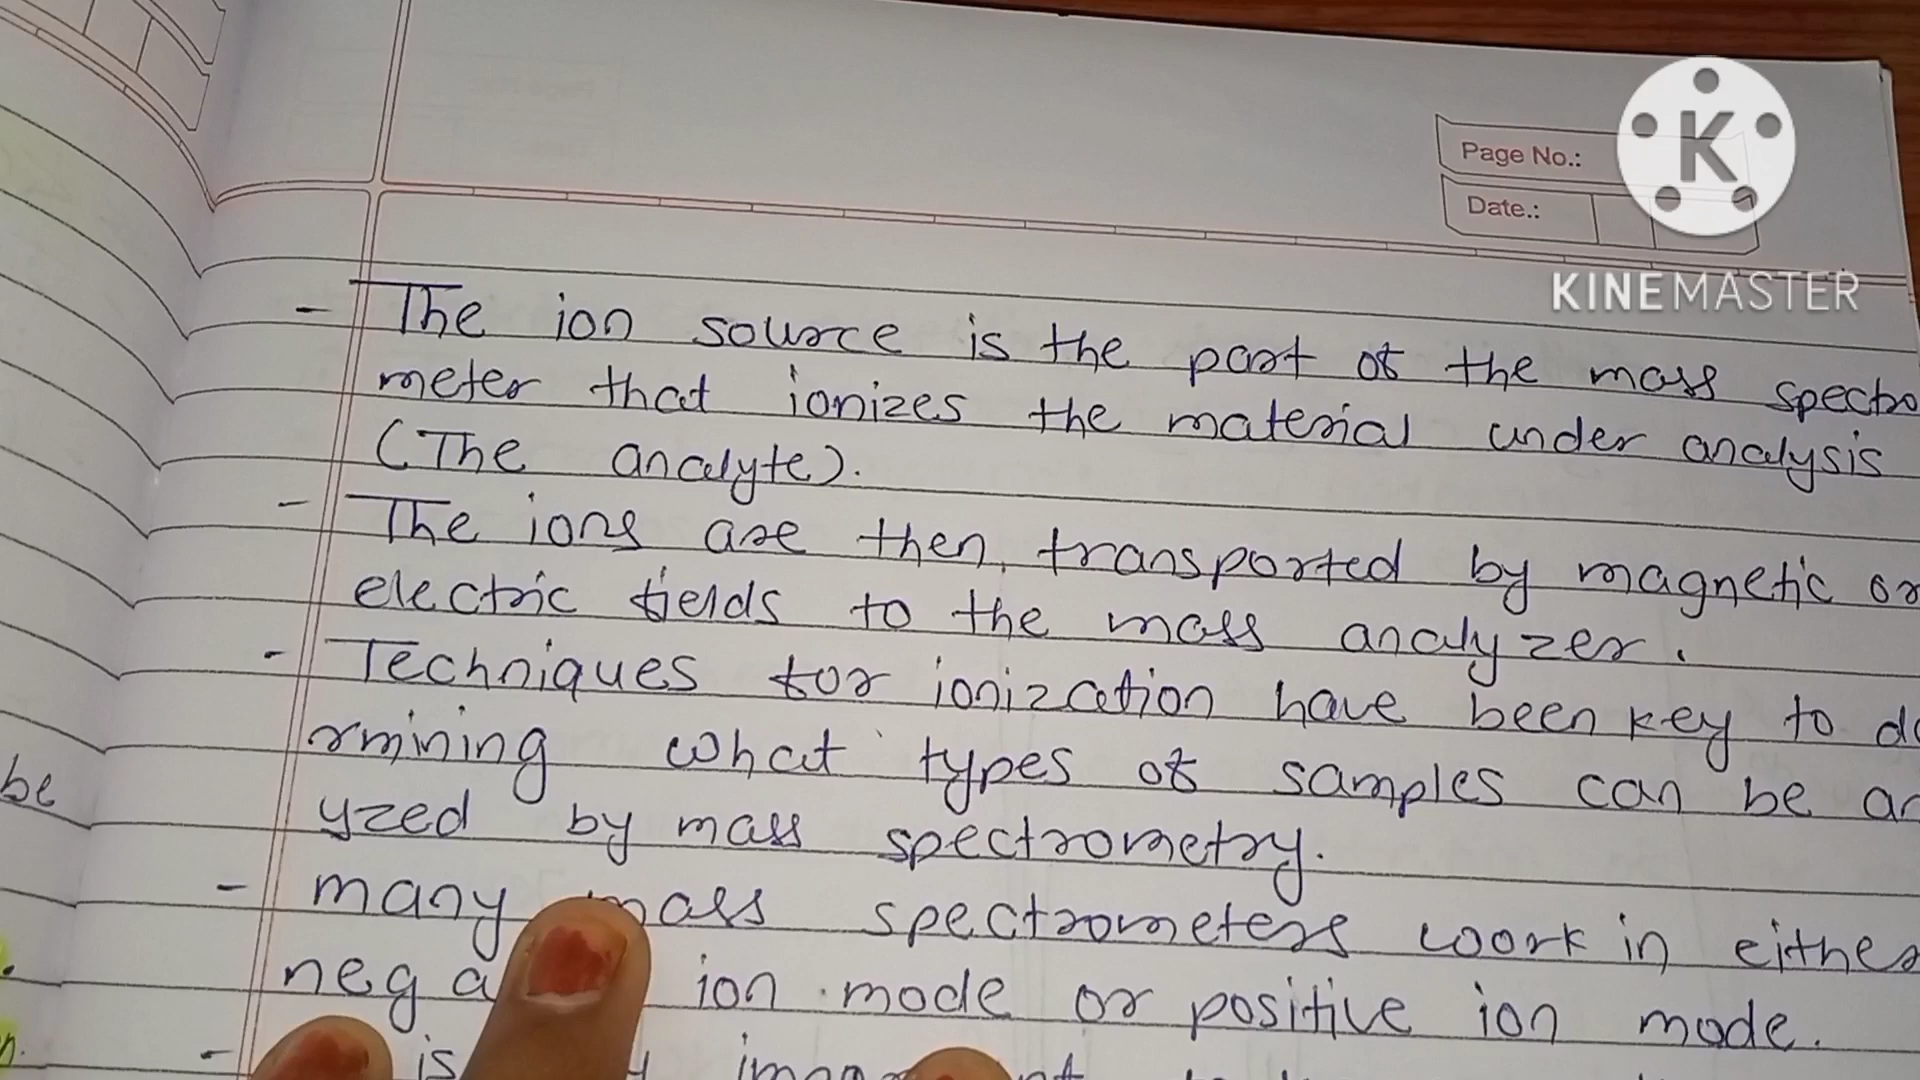 Page No.:
Date.:
K
KINEMASTER
- The ion source is the part of the mass spectro
meter that ionizes the material under analysis
(The analyte).
- The ions are then transported by magnetic or
electric fields to the mass analyzer.
- Techniques for ionization have been key to de
rmining what types of samples can be an
yzed by mass spectrometry.
be
- many mass spectrometers work in either
ion mode or positive ion mode.
- is